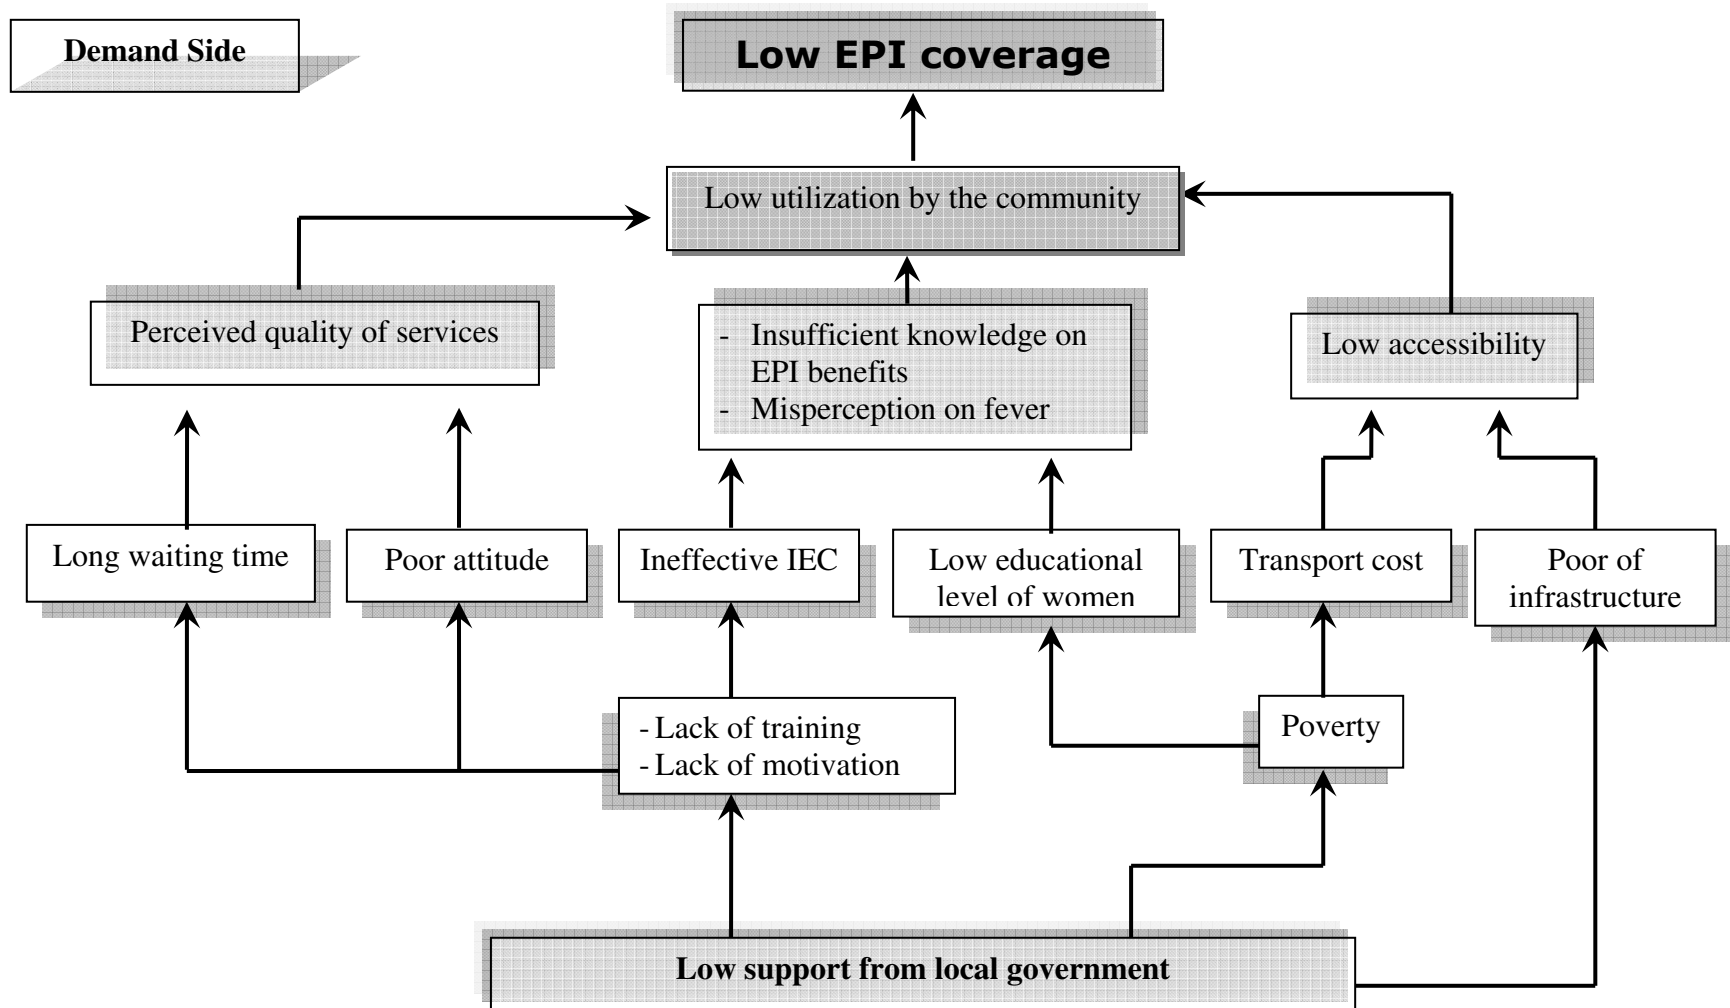 Demand Side
Low EPI coverage
Low utilization by the community
Perceived quality of services
- Insufficient knowledge on
EPI benefits
- Misperception on fever
Low accessibility
Long waiting time
Poor attitude
Ineffective IEC
Low educational
level of women
Transport cost
Poor of
infrastructure
- Lack of training
- Lack of motivation
Poverty
Low support from local government